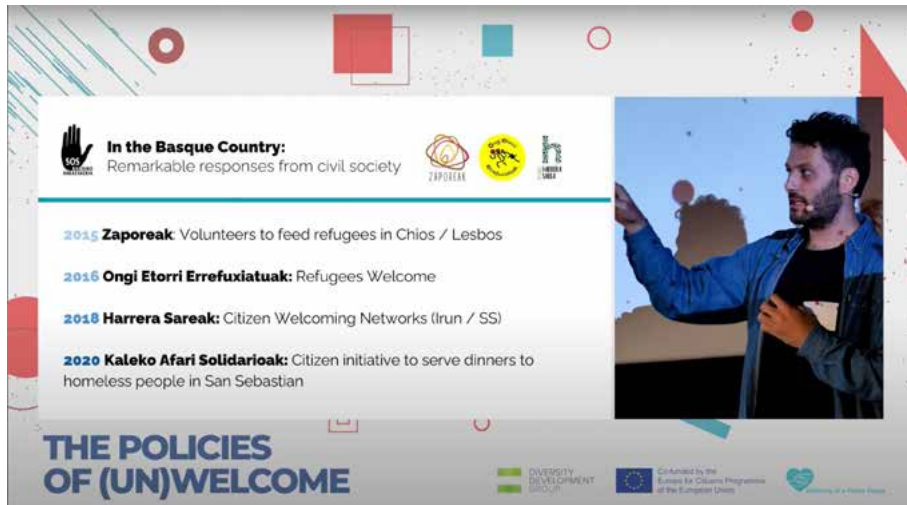 SOS
In the Basque Country:
Remarkable responses from civil society
ZAPOREAK
HARRERA
SAREA
2015 Zaporeak: Volunteers to feed refugees in Chios / Lesbos
2016 Ongi Etorri Errefuxiatuak: Refugees Welcome
2018 Harrera Sareak: Citizen Welcoming Networks (Irun / SS)
2020 Kaleko Afari Solidarioak: Citizen initiative to serve dinners to
homeless people in San Sebastian
THE POLICIES
OF (UN)WELCOME
DIVERSITY
DEVELOPMENT
GROUP
Co-funded by the
Europe for Citizens Programme
of the European Union